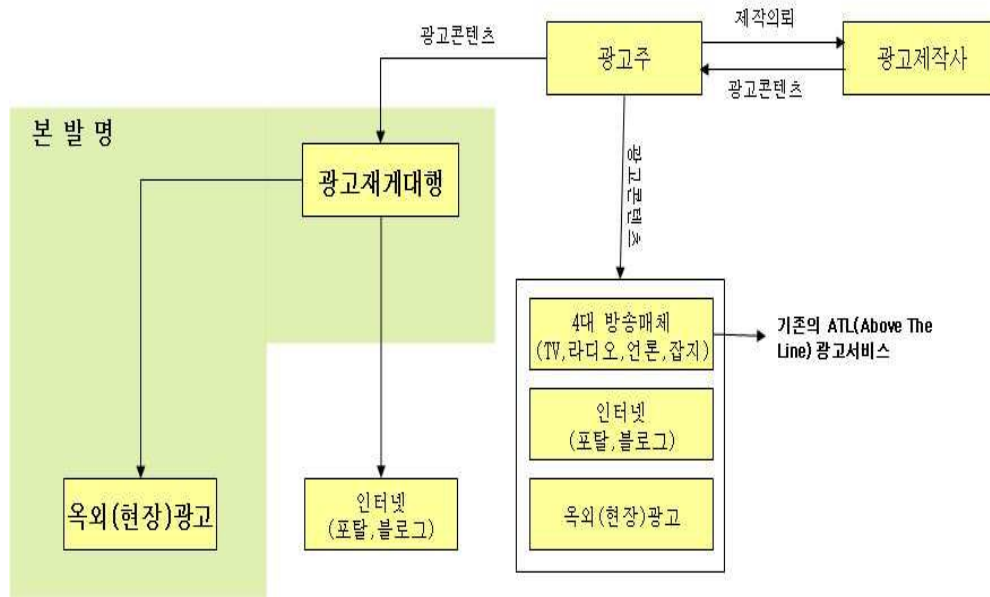 제작의뢰
광고콘텐츠
광고주
광고제작사
광고콘텐츠
본 발 명
광고재게대행
광고콘텐츠
4대 방송매체
(TV,라디오,언론,잡지)
기존의 ATL(Above The
Line) 광고서비스
인터넷
(포탈,블로그)
옥외(현장)광고
인터넷
(포탈,블로그)
옥외(현장)광고